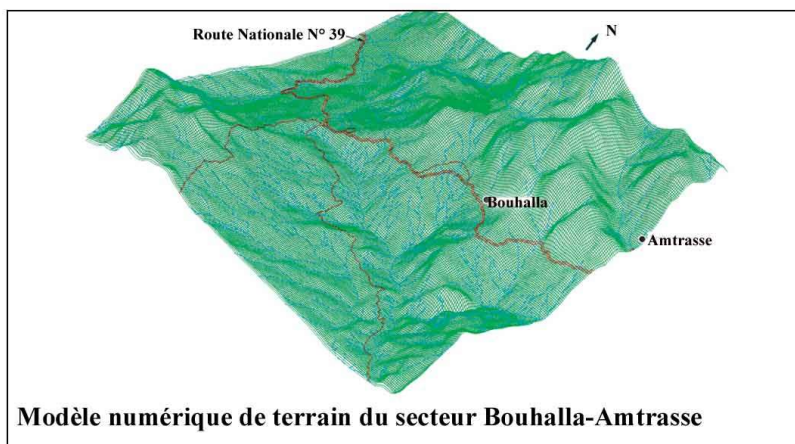 Route Nationale N° 39
N
Bouhalla
Amtrasse
Modèle numérique de terrain du secteur Bouhalla-Amtrasse